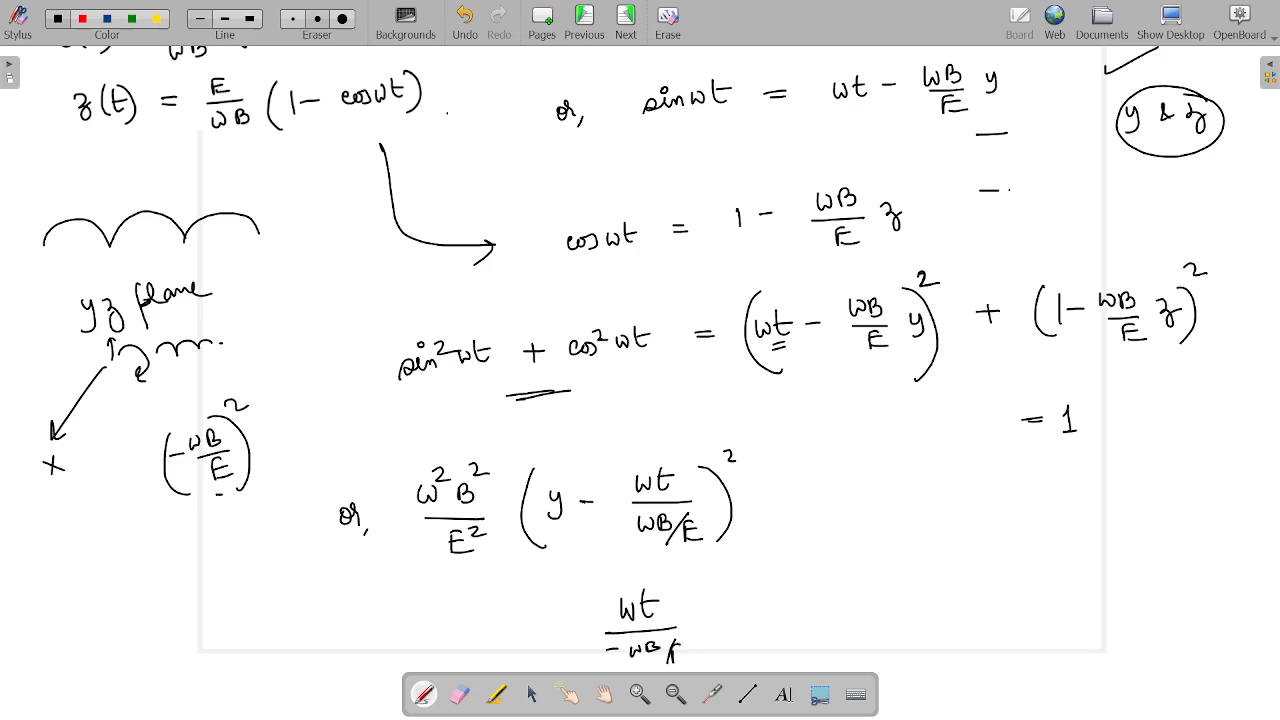 Stylus Color Line Eraser Backgrounds Undo Redo Pages Previous Next Erase Board Web Documents Show Desktop OpenBoard
ωB
z(t) = E/ωB (1 - cosωt)
or, sinωt = ωt - ωB/E y
y & z
cosωt = 1 - ωB/E z
yz plane
sin²ωt + cos²ωt = (ωt - ωB/E y)² + (1 - ωB/E z)²
= 1
x
(-ωB/E)²
or, ω²B²/E² (y - ωt/ωB/E)²
ωt/-ωB/
A